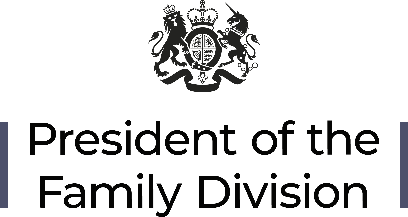 President of the
Family Division